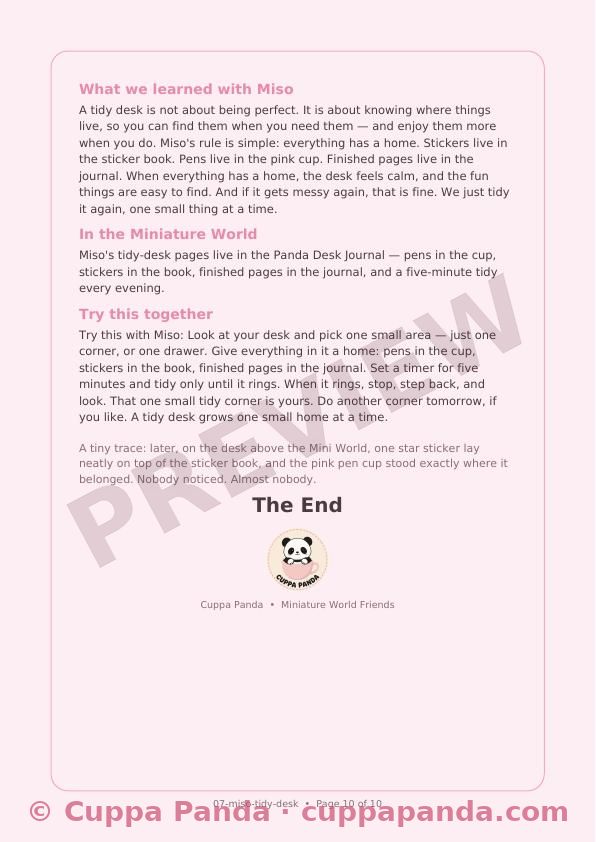 What we learned with Miso
A tidy desk is not about being perfect. It is about knowing where things
live, so you can find them when you need them — and enjoy them more
when you do. Miso's rule is simple: everything has a home. Stickers live in
the sticker book. Pens live in the pink cup. Finished pages live in the
journal. When everything has a home, the desk feels calm, and the fun
things are easy to find. And if it gets messy again, that is fine. We just tidy
it again, one small thing at a time.
In the Miniature World
Miso's tidy-desk pages live in the Panda Desk Journal — pens in the cup,
stickers in the book, finished pages in the journal, and a five-minute tidy
every evening.
Try this together
Try this with Miso: Look at your desk and pick one small area — just one
corner, or one drawer. Give everything in it a home: pens in the cup,
stickers in the book, finished pages in the journal. Set a timer for five
minutes and tidy only until it rings. When it rings, stop, step back, and
look. That one small tidy corner is yours. Do another corner tomorrow, if
you like. A tidy desk grows one small home at a time.
A tiny trace: later, on the desk above the Mini World, one star sticker lay
neatly on top of the sticker book, and the pink pen cup stood exactly where it
belonged. Nobody noticed. Almost nobody.
PREVIEW
The End
CUPPA PANDA
Cuppa Panda • Miniature World Friends
07-miso-tidy-desk • Page 10 of 10
© Cuppa Panda · cuppapanda.com